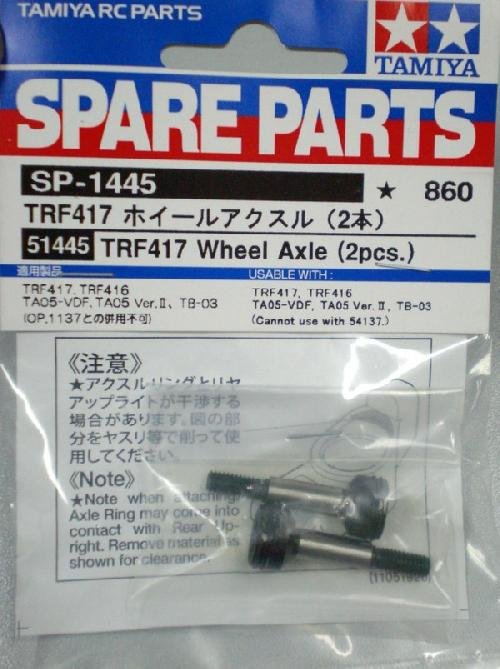 TAMIYA RC PARTS
TAMIYA
SPARE PARTS
SP-1445 ★ 860
TRF417 ホイールアクスル (2本)
51445 TRF417 Wheel Axle (2pcs.)
適用製品 USABLE WITH :
TRF417, TRF416 TRF417, TRF416
TA05-VDF, TA05 Ver.Ⅱ、TB-03 TA05-VDF, TA05 Ver.Ⅱ, TB-03
(OP.1137との併用不可) (Cannot use with 54137.)
《注意》
★アクスルリングとリヤ
アップライトが干渉する
場合があります。図の部
分をヤスリ等で削って使
用してください。
《Note》
★Note when attaching
Axle Ring may come into
contact with Rear Up-
right. Remove material as
shown for clearance.